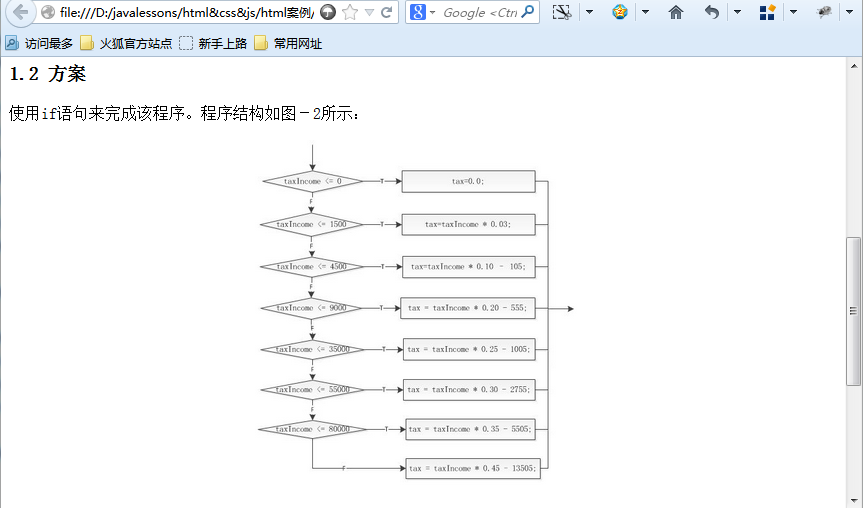 file:///D:/javalessons/html&css&js/html案例/
Google <Ctrl
访问最多 火狐官方站点 新手上路 常用网址
1.2 方案
使用if语句来完成该程序。程序结构如图-2所示:
taxIncome <= 0 T tax=0.0;
F
taxIncome <= 1500 T tax=taxIncome * 0.03;
F
taxIncome <= 4500 T tax=taxIncome * 0.10 - 105;
F
taxIncome <= 9000 T tax = taxIncome * 0.20 - 555;
F
taxIncome <= 35000 T tax = taxIncome * 0.25 - 1005;
F
taxIncome <= 55000 T tax = taxIncome * 0.30 - 2755;
F
taxIncome <= 80000 T tax = taxIncome * 0.35 - 5505;
F tax = taxIncome * 0.45 - 13505;